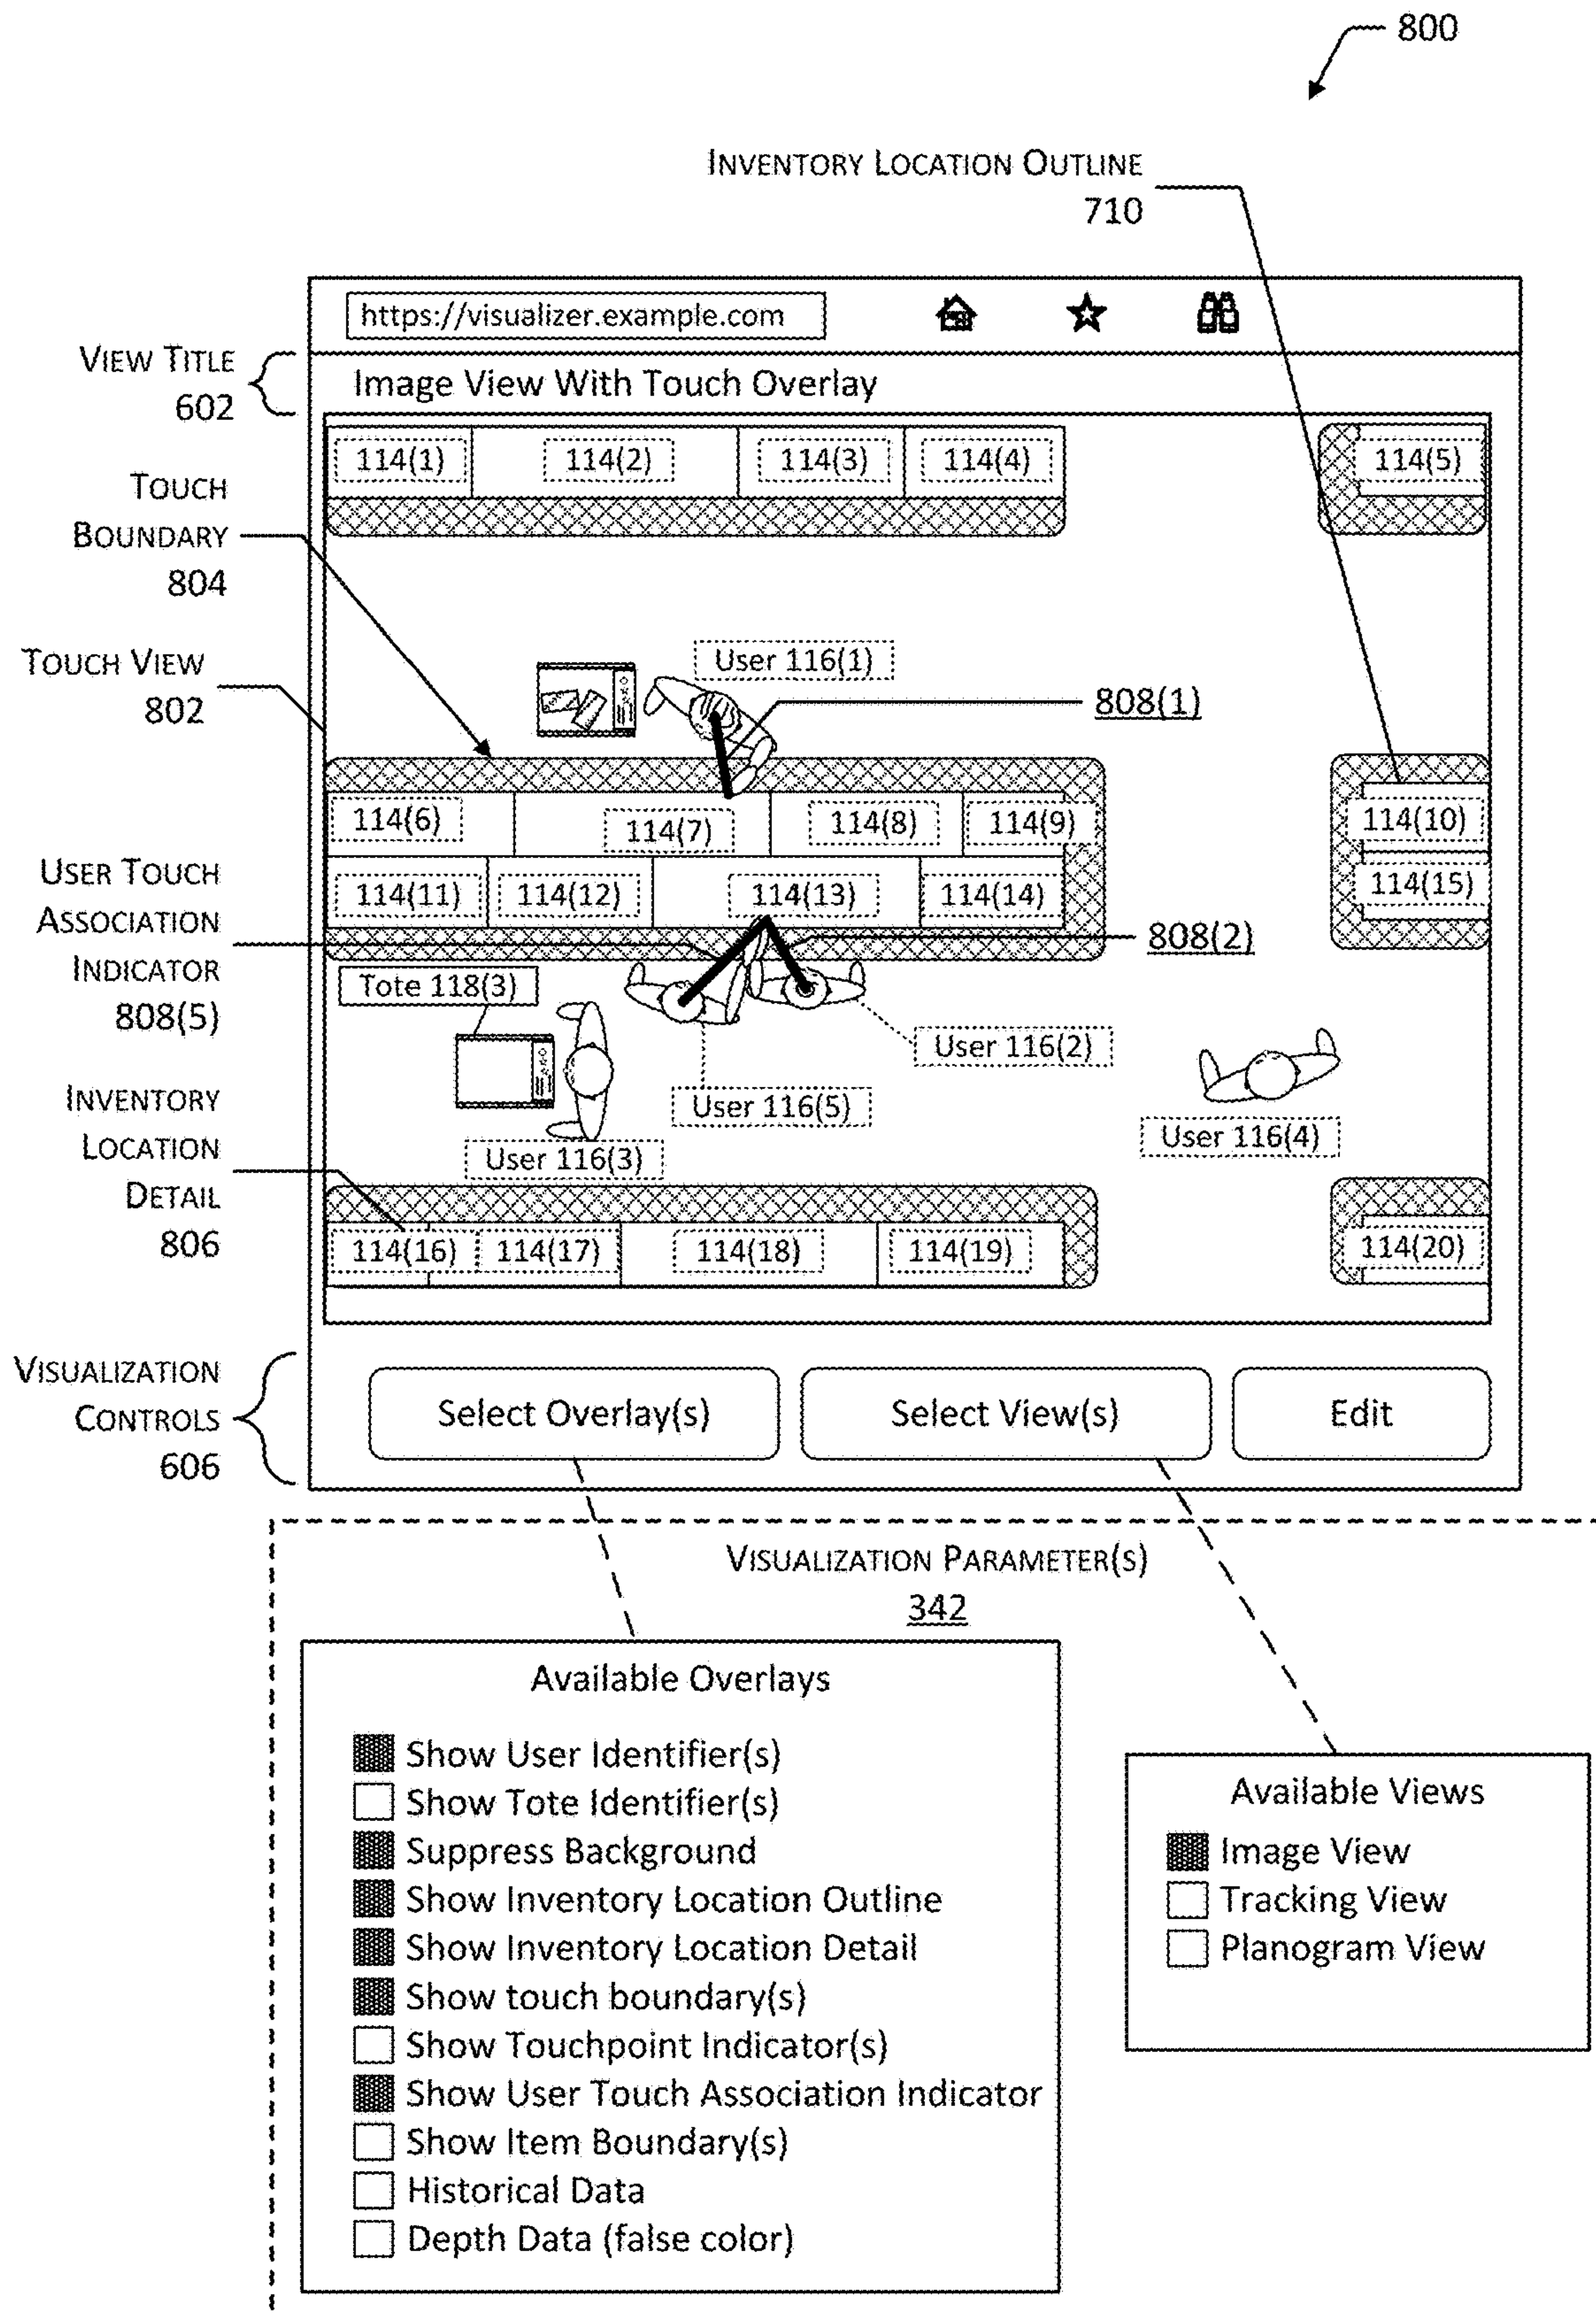 800
INVENTORY LOCATION OUTLINE
710
https://visualizer.example.com
VIEW TITLE
602
Image View With Touch Overlay
114(1)
114(2)
114(3)
114(4)
114(5)
TOUCH
BOUNDARY
804
TOUCH VIEW
802
User 116(1)
808(1)
114(6)
114(7)
114(8)
114(9)
114(10)
114(11)
114(12)
114(13)
114(14)
114(15)
USER TOUCH
ASSOCIATION
INDICATOR
808(5)
808(2)
Tote 118(3)
User 116(2)
User 116(5)
User 116(4)
User 116(3)
INVENTORY
LOCATION
DETAIL
806
114(16)
114(17)
114(18)
114(19)
114(20)
VISUALIZATION
CONTROLS
606
Select Overlay(s)
Select View(s)
Edit
VISUALIZATION PARAMETER(S)
342
Available Overlays
Show User Identifier(s)
Show Tote Identifier(s)
Suppress Background
Show Inventory Location Outline
Show Inventory Location Detail
Show touch boundary(s)
Show Touchpoint Indicator(s)
Show User Touch Association Indicator
Show Item Boundary(s)
Historical Data
Depth Data (false color)
Available Views
Image View
Tracking View
Planogram View